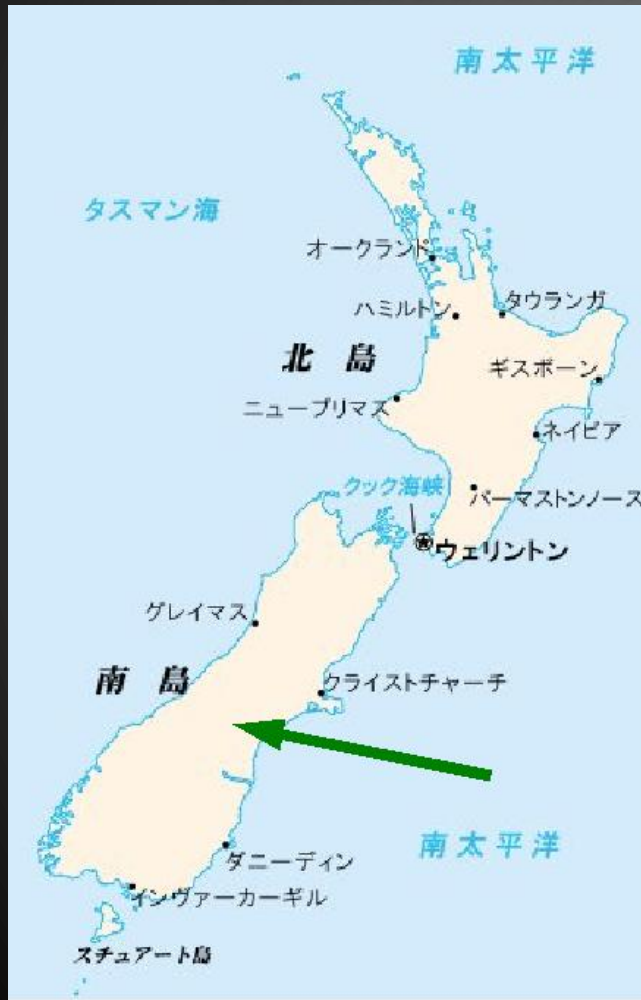 南太平洋
タスマン海
オークランド
ハミルトン
タウランガ
北島
ギスボーン
ニュープリマス
ネイピア
クック海峡
パーマストンノース
ウェリントン
グレイマス
南島
クライストチャーチ
南太平洋
ダニーディン
インヴァーカーギル
スチュアート島